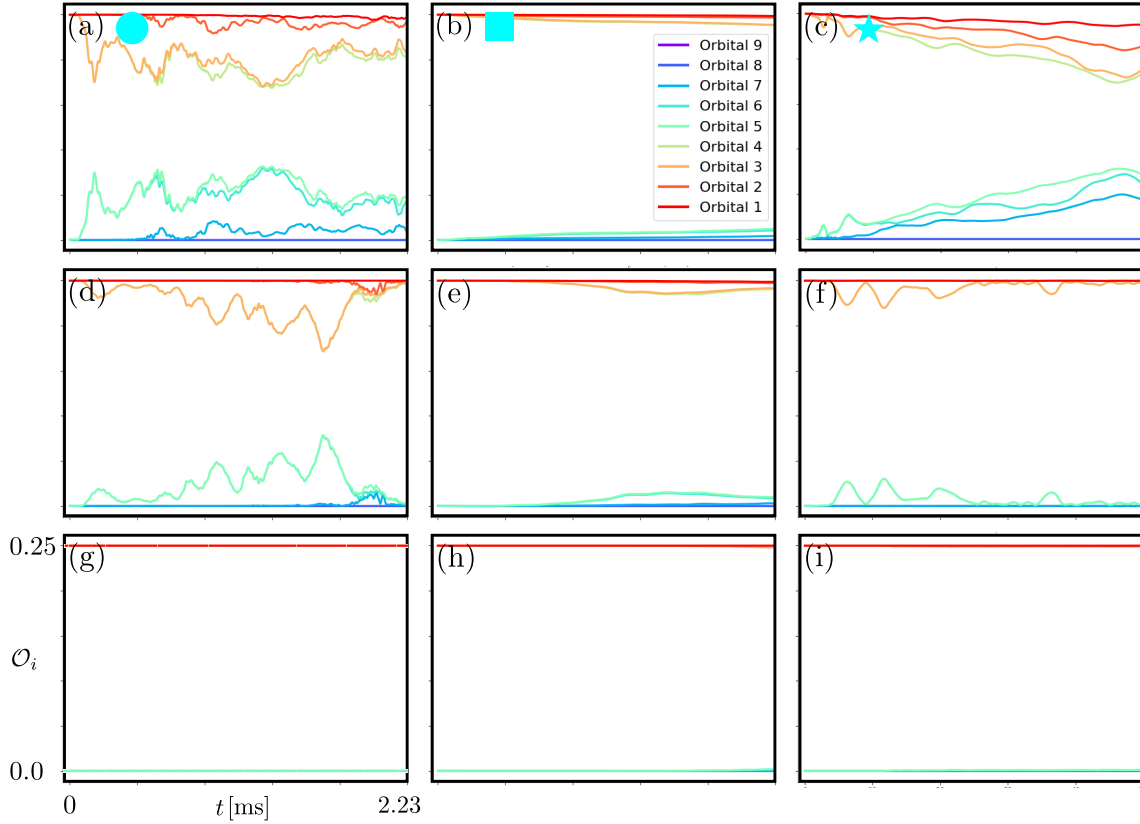 (a)
(b)
(c)
Orbital 9
Orbital 8
Orbital 7
Orbital 6
Orbital 5
Orbital 4
Orbital 3
Orbital 2
Orbital 1
(d)
(e)
(f)
0.25
(g)
(h)
(i)
𝒪ᵢ
0.0
0
t [ms]
2.23